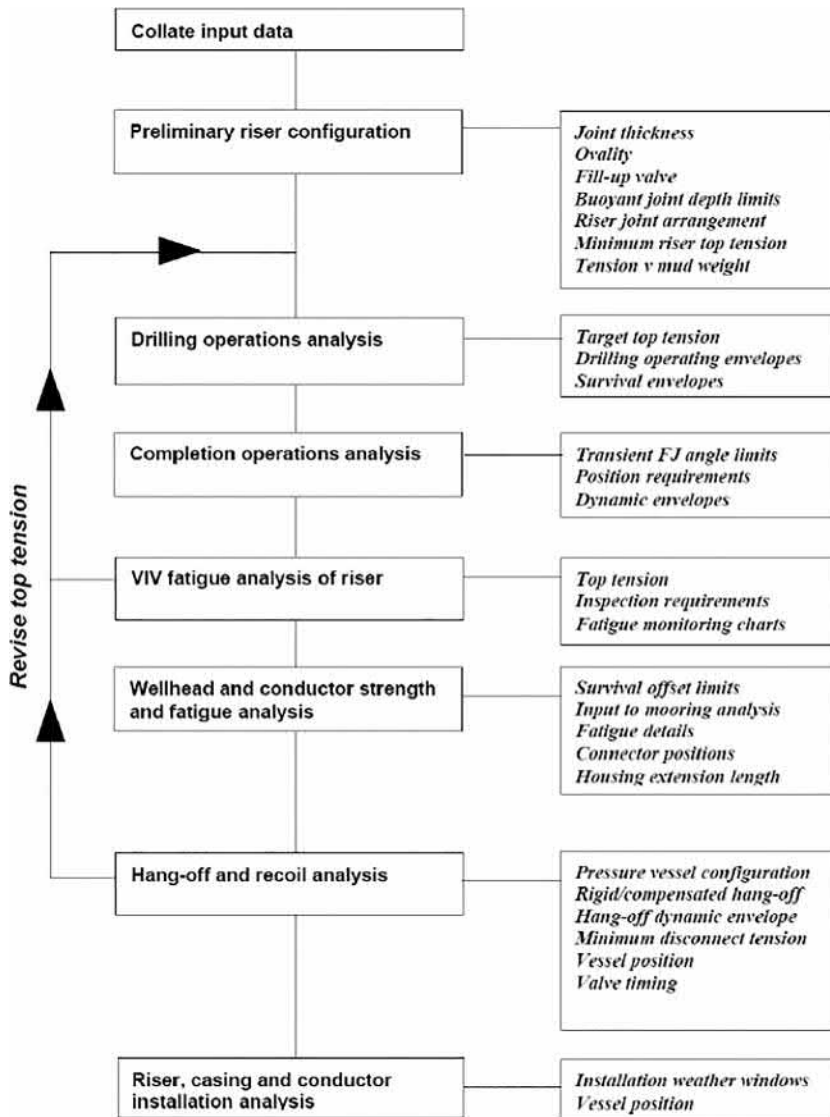 Collate input data
Preliminary riser configuration
Joint thickness
Ovality
Fill-up valve
Buoyant joint depth limits
Riser joint arrangement
Minimum riser top tension
Tension v mud weight
Drilling operations analysis
Target top tension
Drilling operating envelopes
Survival envelopes
Completion operations analysis
Transient FJ angle limits
Position requirements
Dynamic envelopes
Revise top tension
VIV fatigue analysis of riser
Top tension
Inspection requirements
Fatigue monitoring charts
Wellhead and conductor strength
and fatigue analysis
Survival offset limits
Input to mooring analysis
Fatigue details
Connector positions
Housing extension length
Hang-off and recoil analysis
Pressure vessel configuration
Rigid/compensated hang-off
Hang-off dynamic envelope
Minimum disconnect tension
Vessel position
Valve timing
Riser, casing and conductor
installation analysis
Installation weather windows
Vessel position